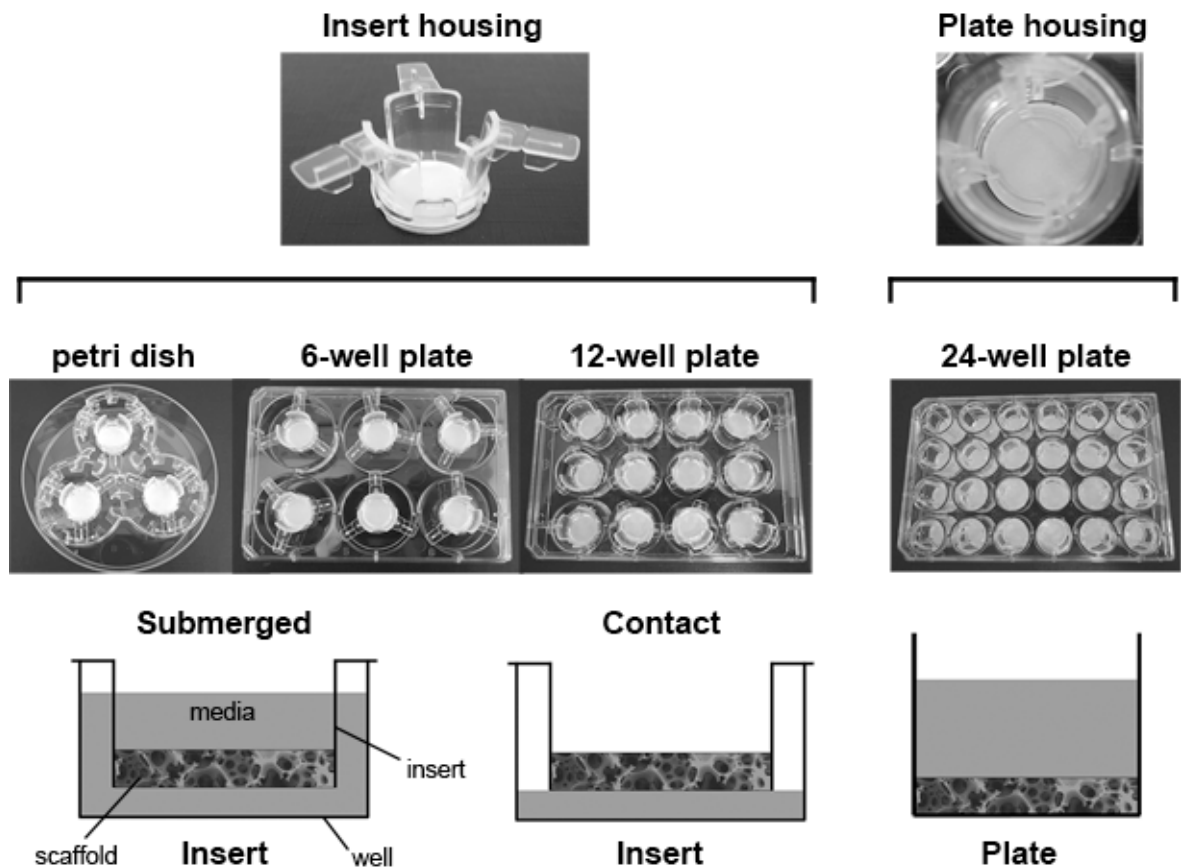 Insert housing
Plate housing
petri dish
6-well plate
12-well plate
24-well plate
Submerged
Contact
media
insert
scaffold
Insert
well
Insert
Plate